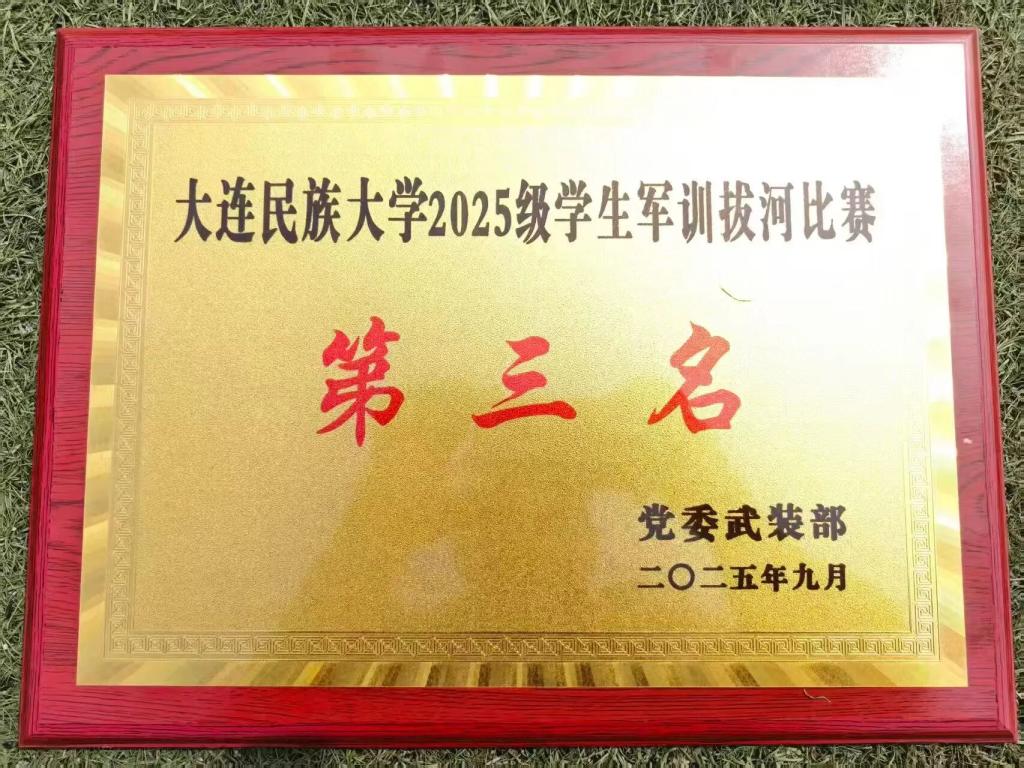 大连民族大学2025级学生军训拔河比赛
第三名
党委武装部
二〇二五年九月